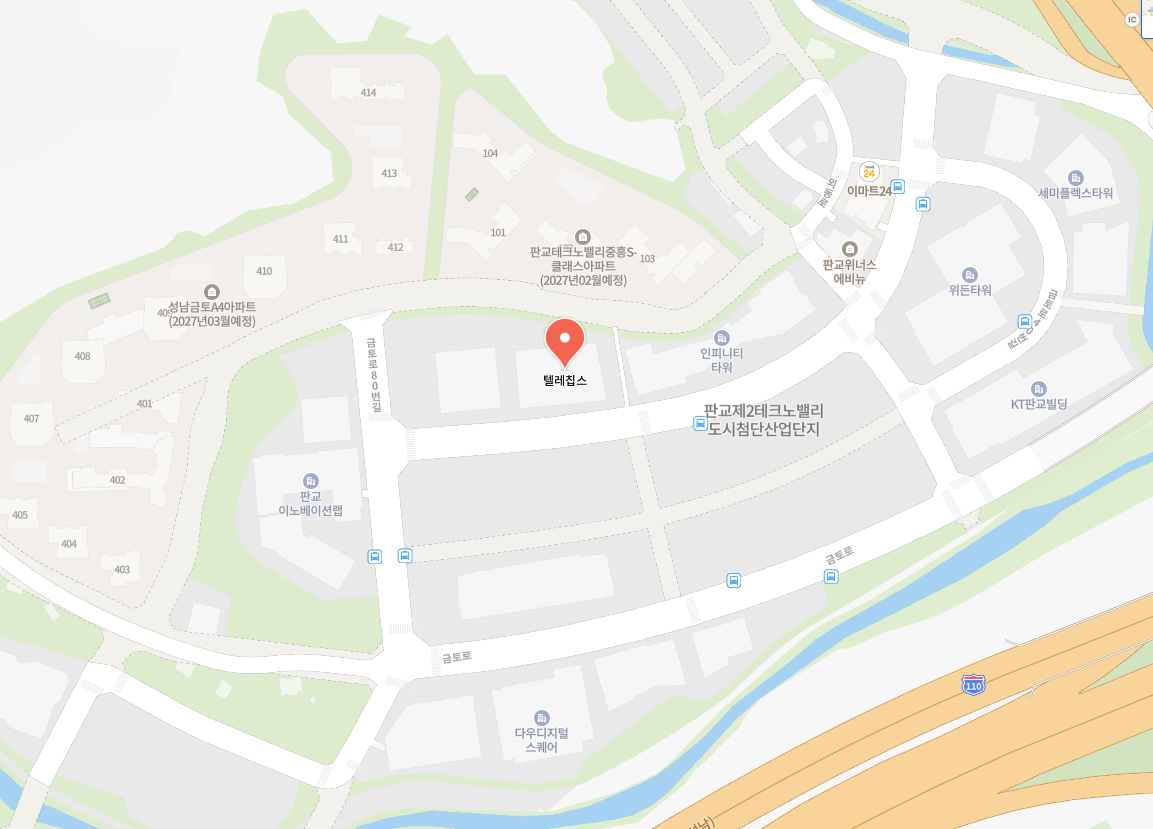 IC
414
413
104
101
103
411
412
410
판교테크노밸리중흥S-
클래스아파트
(2027년02월예정)
성남금토A4아파트
(2027년03월예정)
408
407
401
402
405
404
403
24
이마트24
여동로
세미플렉스타워
판교위너스
에비뉴
위든타워
금토로80번길
텔레칩스
인피니티
타워
KT판교빌딩
판교제2테크노밸리
도시첨단산업단지
판교
이노베이션랩
금토로
금토로
다우디지털
스퀘어
110